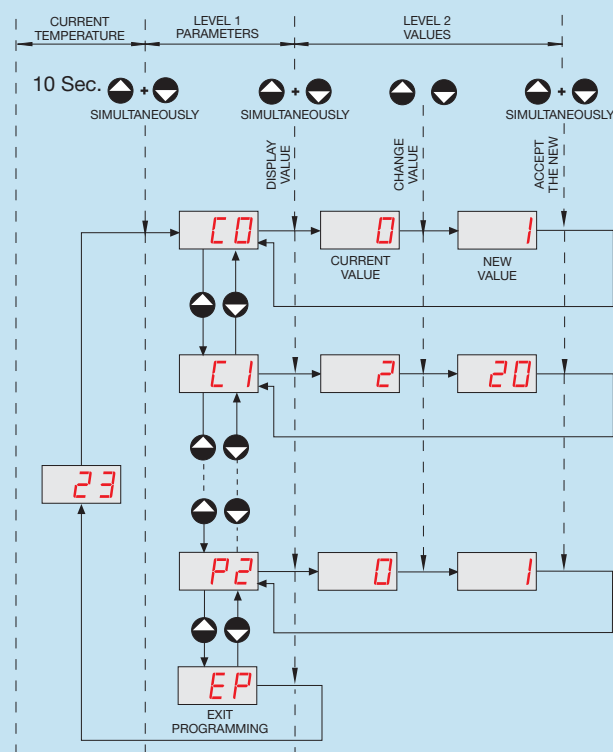 CURRENT TEMPERATURE
LEVEL 1 PARAMETERS
LEVEL 2 VALUES
10 Sec.
+
SIMULTANEOUSLY
+
SIMULTANEOUSLY
+
SIMULTANEOUSLY
DISPLAY VALUE
CHANGE VALUE
ACCEPT THE NEW
C0
0
1
CURRENT VALUE
NEW VALUE
C1
2
20
23
P2
0
1
EP
EXIT PROGRAMMING